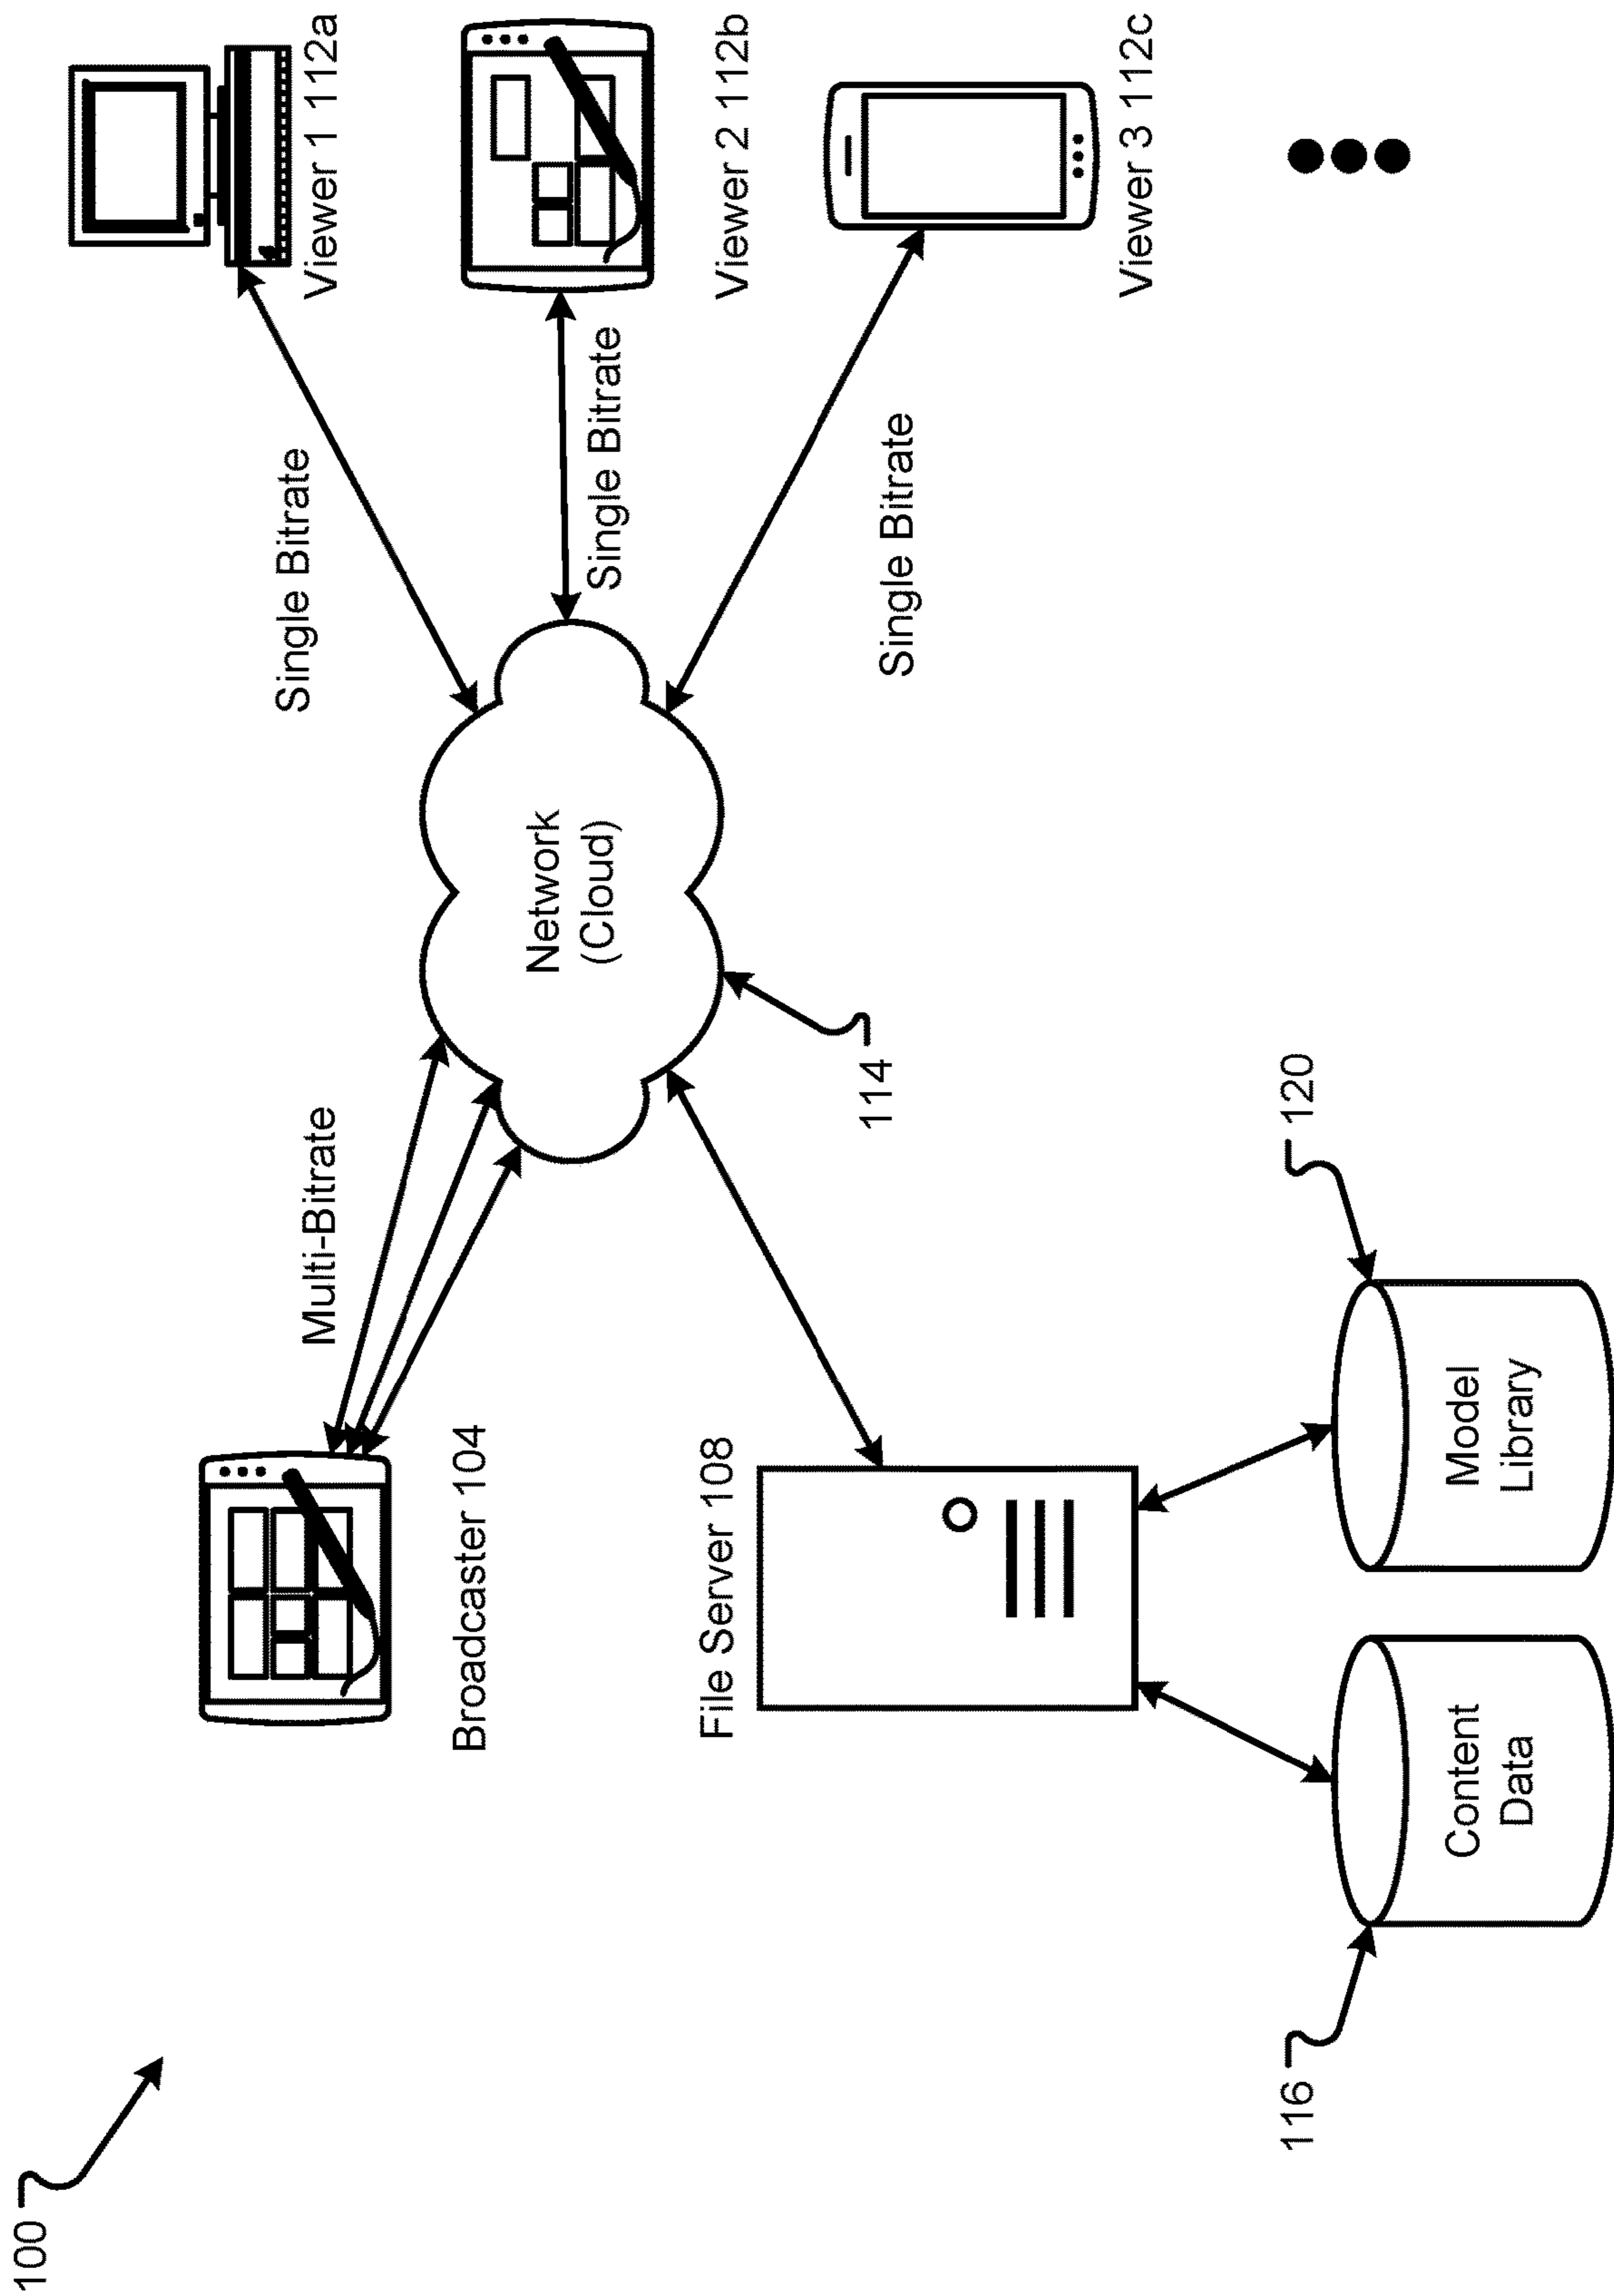 100
Broadcaster 104
Multi-Bitrate
Single Bitrate
Viewer 1 112a
Network
(Cloud)
Single Bitrate
Viewer 2 112b
File Server 108
114
Single Bitrate
Viewer 3 112c
116
120
Content
Data
Model
Library